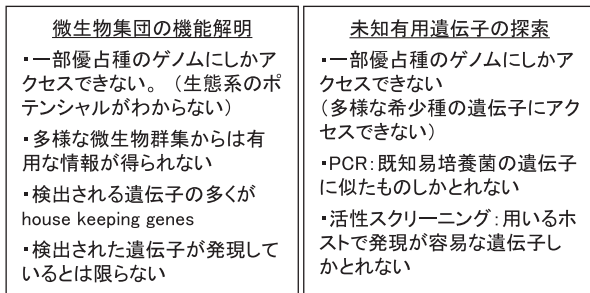 微生物集団の機能解明
・一部優占種のゲノムにしかア
クセスできない。（生態系のポ
テンシャルがわからない）
・多様な微生物群集からは有
用な情報が得られない
・検出される遺伝子の多くが
house keeping genes
・検出された遺伝子が発現して
いるとは限らない
未知有用遺伝子の探索
・一部優占種のゲノムにしかア
クセスできない
（多様な希少種の遺伝子にアク
セスできない）
・PCR：既知易培養菌の遺伝子
に似たものしかとれない
・活性スクリーニング：用いるホ
ストで発現が容易な遺伝子し
かとれない